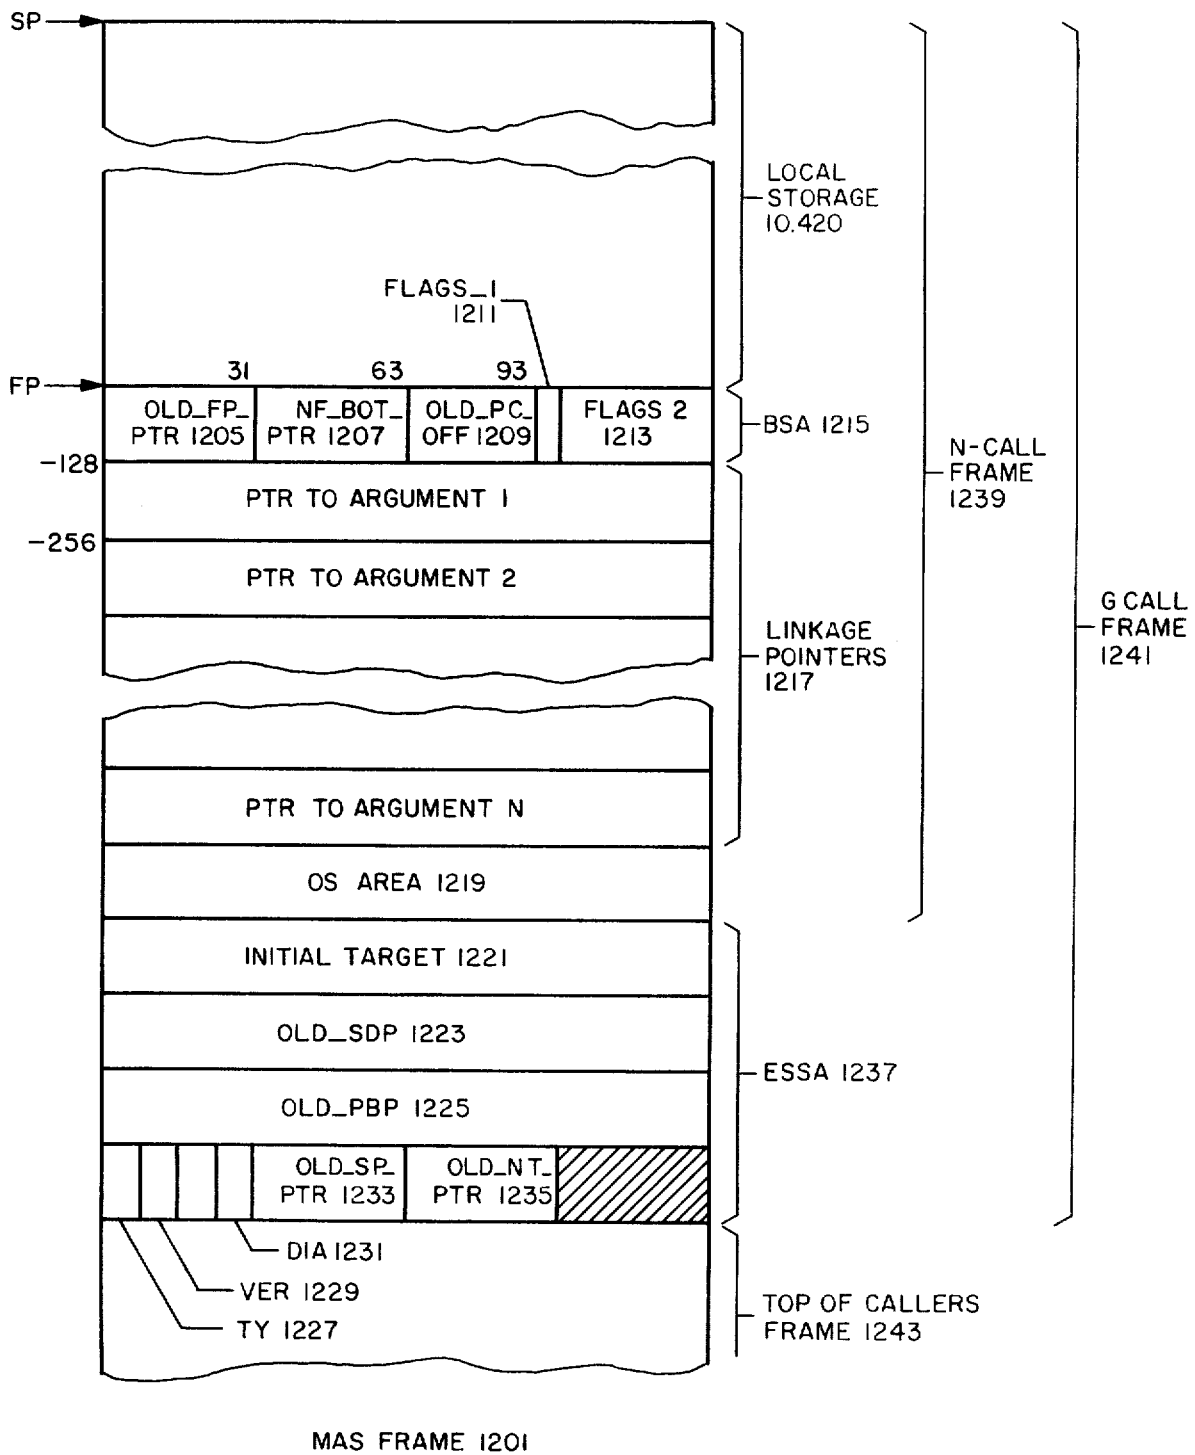 SP
LOCAL
STORAGE
10.420
FLAGS_1
1211
31 63 93
FP
OLD_FP_
PTR 1205
NF_BOT_
PTR 1207
OLD_PC_
OFF 1209
FLAGS 2
1213
BSA 1215
-128
N-CALL
FRAME
1239
PTR TO ARGUMENT 1
-256
PTR TO ARGUMENT 2
G CALL
FRAME
1241
LINKAGE
POINTERS
1217
PTR TO ARGUMENT N
OS AREA 1219
INITIAL TARGET 1221
OLD_SDP 1223
ESSA 1237
OLD_PBP 1225
OLD_SP_
PTR 1233
OLD_NT_
PTR 1235
DIA 1231
VER 1229
TY 1227
TOP OF CALLERS
FRAME 1243
MAS FRAME 1201